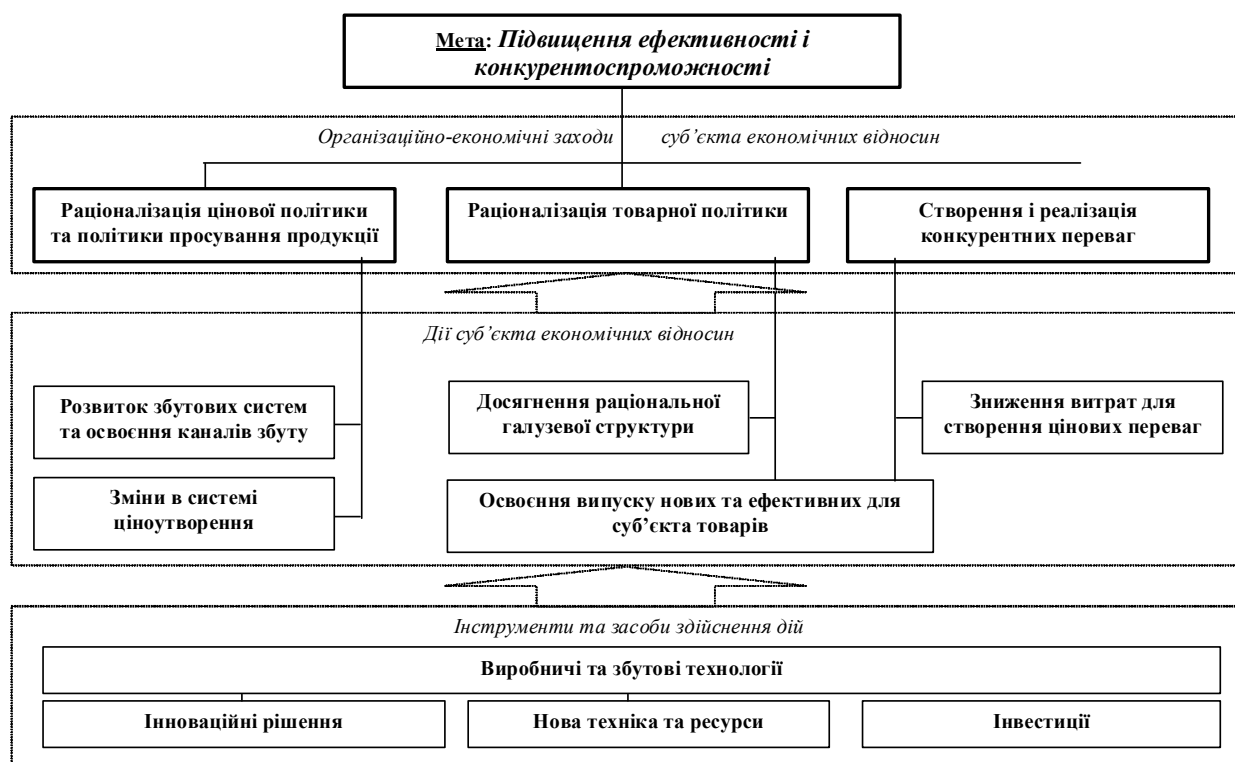 Мета: Підвищення ефективності і
конкурентоспроможності
Організаційно-економічні заходи суб’єкта економічних відносин
Раціоналізація цінової політики
та політики просування продукції
Раціоналізація товарної політики
Створення і реалізація
конкурентних переваг
Дії суб’єкта економічних відносин
Розвиток збутових систем
та освоєння каналів збуту
Досягнення раціональної
галузевої структури
Зниження витрат для
створення цінових переваг
Зміни в системі
ціноутворення
Освоєння випуску нових та ефективних для
суб’єкта товарів
Інструменти та засоби здійснення дій
Виробничі та збутові технології
Інноваційні рішення
Нова техніка та ресурси
Інвестиції